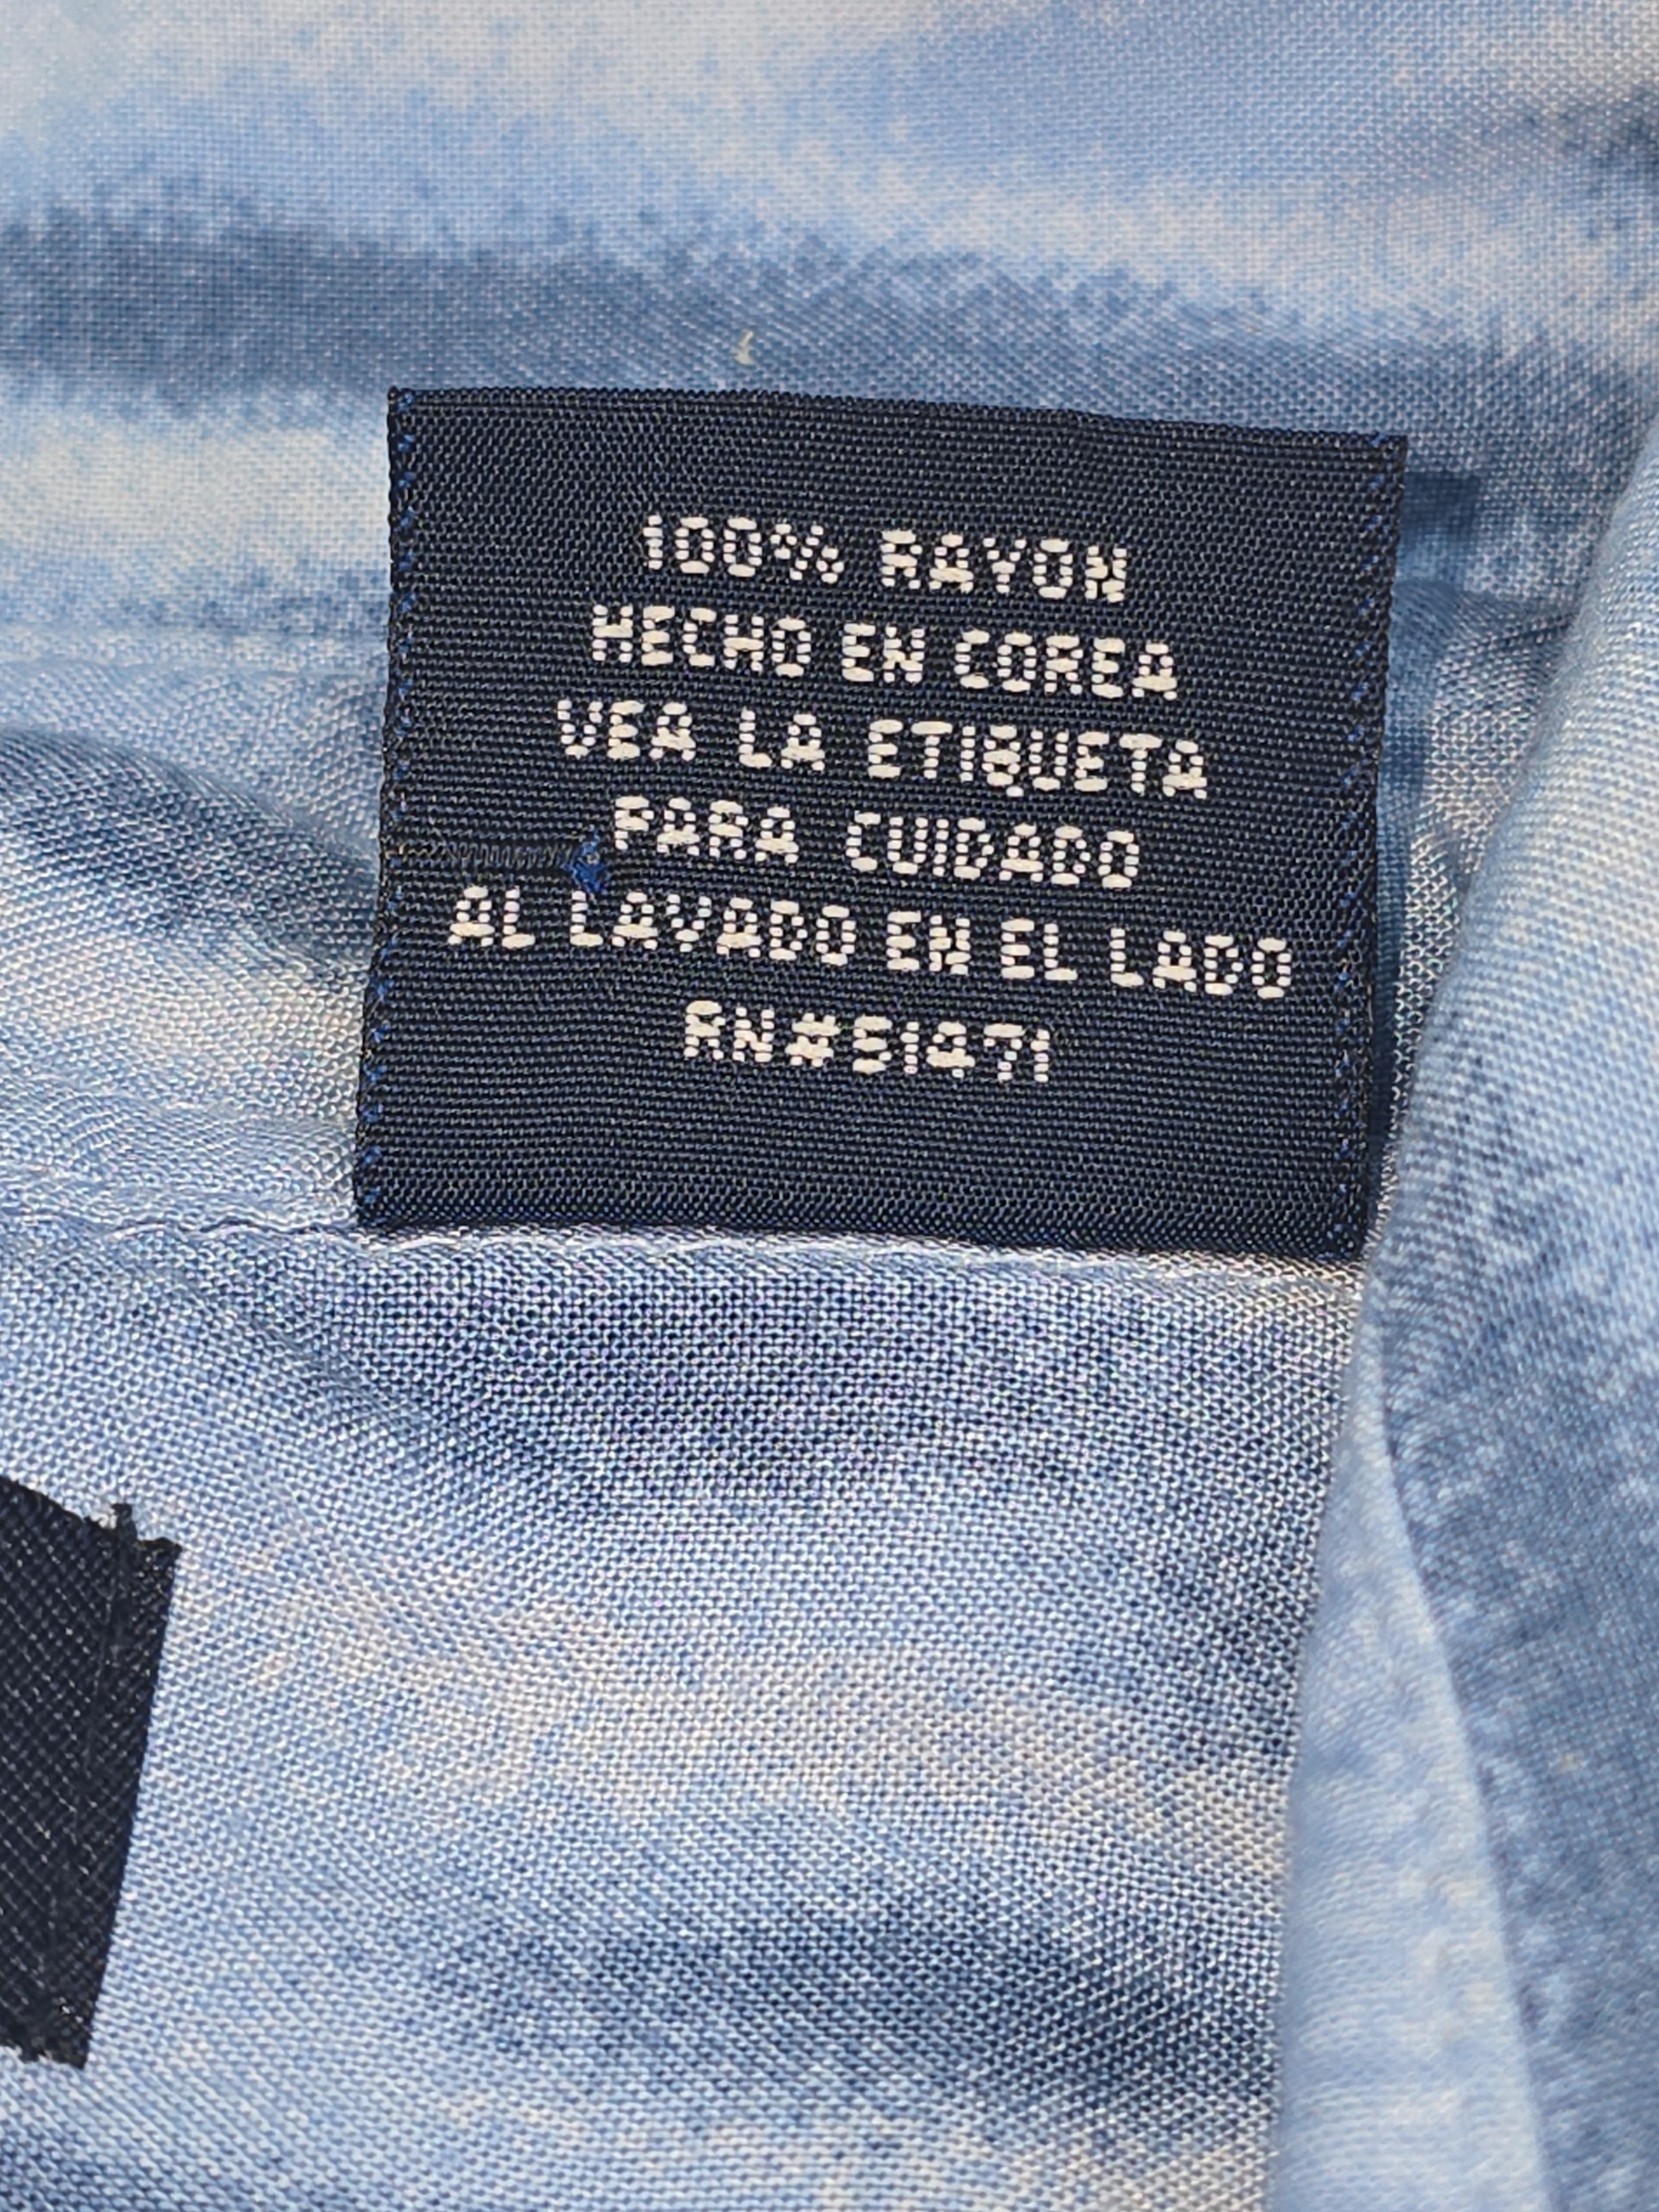 100% RAYON
HECHO EN COREA
VEA LA ETIQUETA
PARA CUIDADO
AL LAVADO EN EL LADO
RN#51471